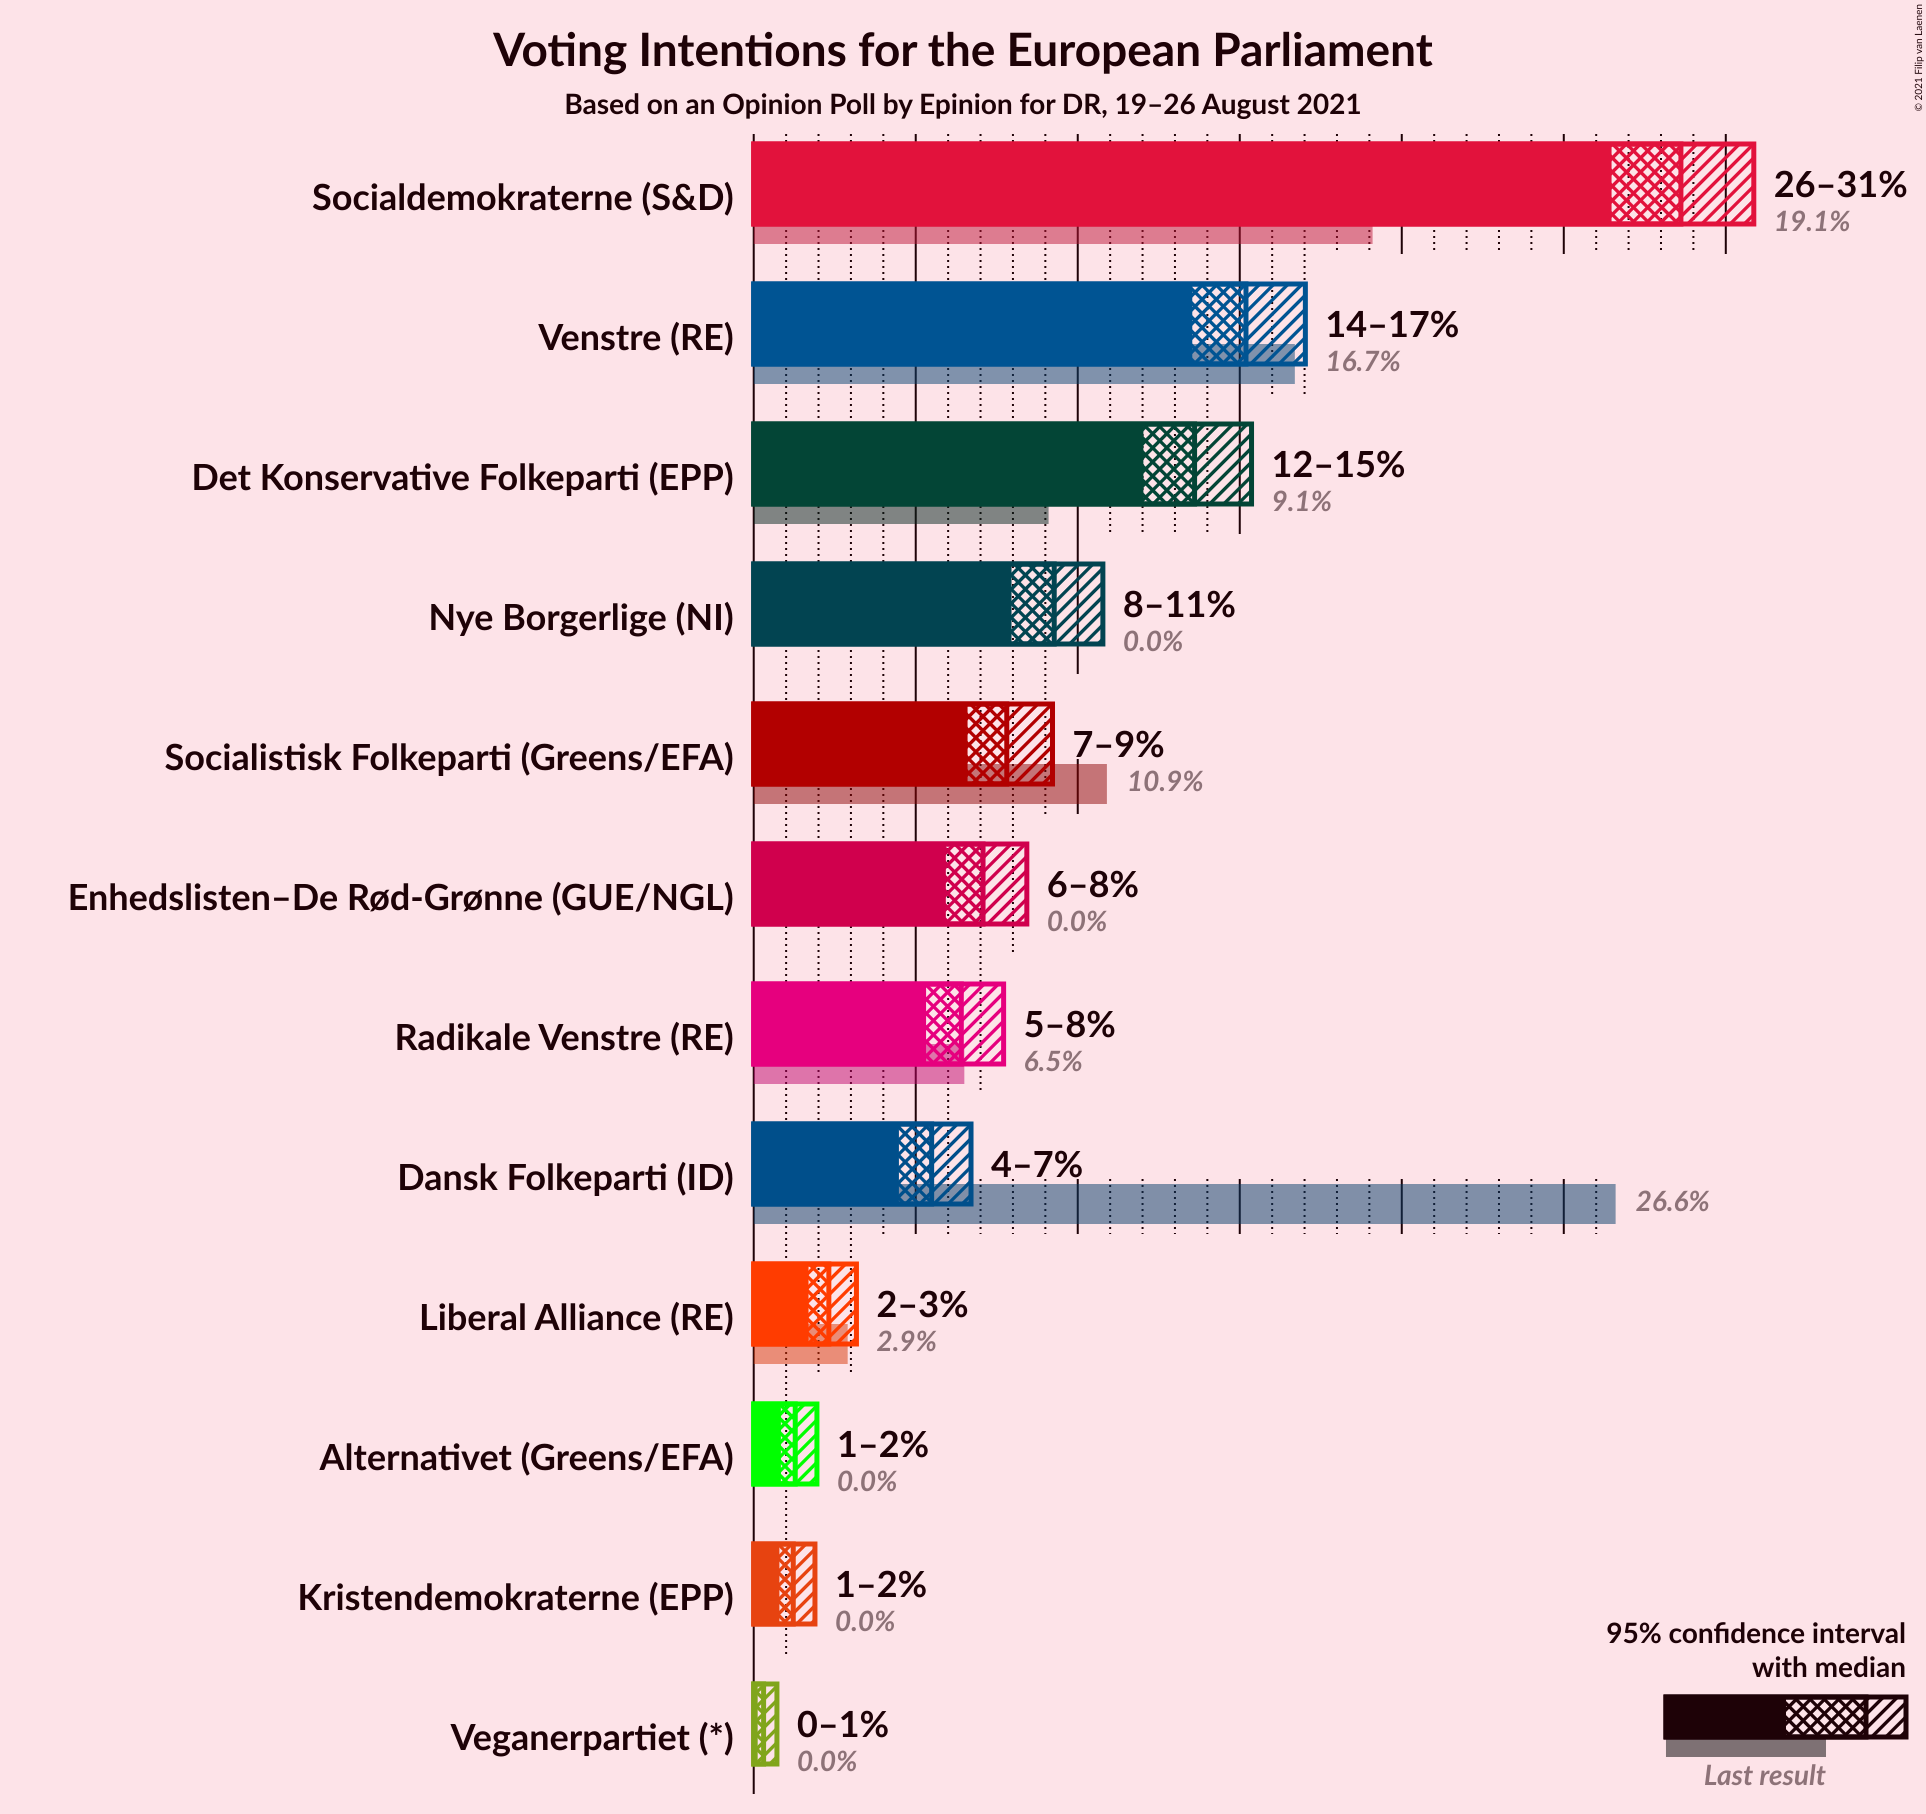 Voting Intentions for the European Parliament
Based on an Opinion Poll by Epinion for DR, 19–26 August 2021
© 2021 Filip van Laenen
Socialdemokraterne (S&D)
26–31%
19.1%
Venstre (RE)
14–17%
16.7%
Det Konservative Folkeparti (EPP)
12–15%
9.1%
Nye Borgerlige (NI)
8–11%
0.0%
Socialistisk Folkeparti (Greens/EFA)
7–9%
10.9%
Enhedslisten–De Rød-Grønne (GUE/NGL)
6–8%
0.0%
Radikale Venstre (RE)
5–8%
6.5%
Dansk Folkeparti (ID)
4–7%
26.6%
Liberal Alliance (RE)
2–3%
2.9%
Alternativet (Greens/EFA)
1–2%
0.0%
Kristendemokraterne (EPP)
1–2%
0.0%
Veganerpartiet (*)
0–1%
0.0%
95% confidence interval
with median
Last result